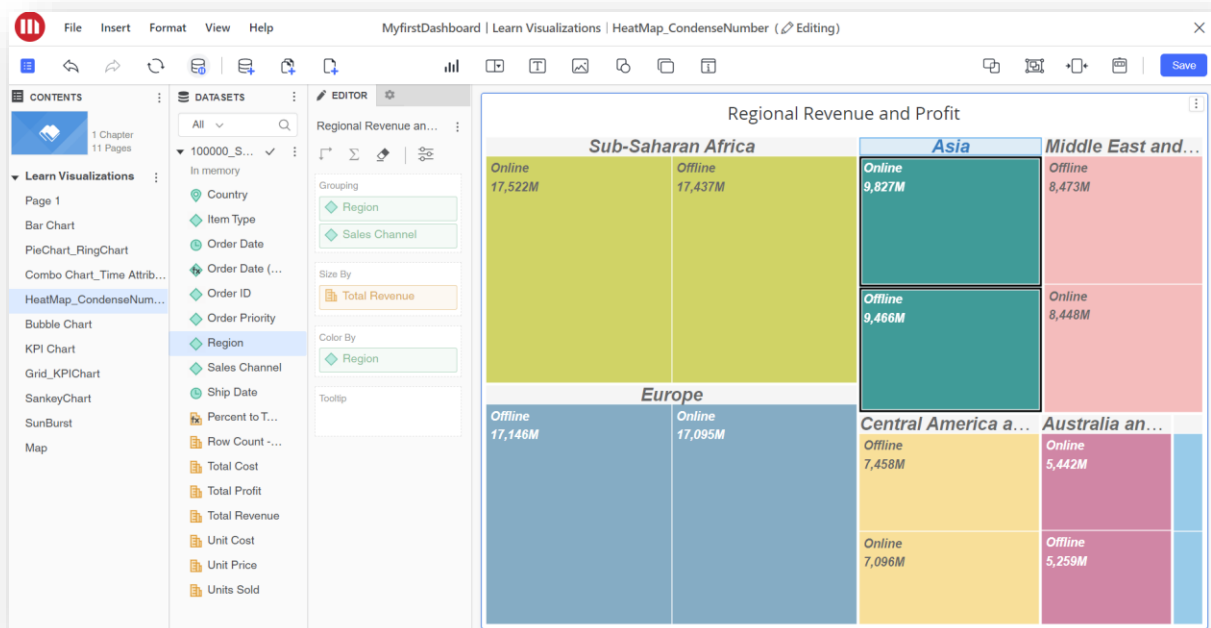 File Insert Format View Help
MyfirstDashboard | Learn Visualizations | HeatMap_CondenseNumber ( Editing)
Save
CONTENTS
1 Chapter
11 Pages
Learn Visualizations
Page 1
Bar Chart
PieChart_RingChart
Combo Chart_Time Attrib...
HeatMap_CondenseNum...
Bubble Chart
KPI Chart
Grid_KPIChart
SankeyChart
SunBurst
Map
DATASETS
All
100000_S...
In memory
Country
Item Type
Order Date
Order Date (...
Order ID
Order Priority
Region
Sales Channel
Ship Date
Percent to T...
Row Count -...
Total Cost
Total Profit
Total Revenue
Unit Cost
Unit Price
Units Sold
EDITOR
Regional Revenue an...
Grouping
Region
Sales Channel
Size By
Total Revenue
Color By
Region
Tooltip
Regional Revenue and Profit
Sub-Saharan Africa
Online
17,522M
Offline
17,437M
Europe
Offline
17,146M
Online
17,095M
Asia
Online
9,827M
Offline
9,466M
Middle East and...
Offline
8,473M
Online
8,448M
Central America a...
Offline
7,458M
Online
7,096M
Australia an...
Online
5,442M
Offline
5,259M